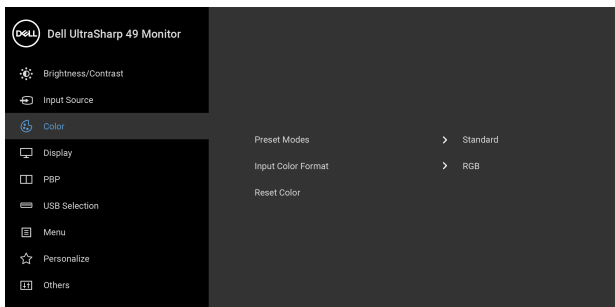 DELL Dell UltraSharp 49 Monitor
Brightness/Contrast
Input Source
Color
Display
PBP
USB Selection
Menu
Personalize
Others
Preset Modes > Standard
Input Color Format > RGB
Reset Color